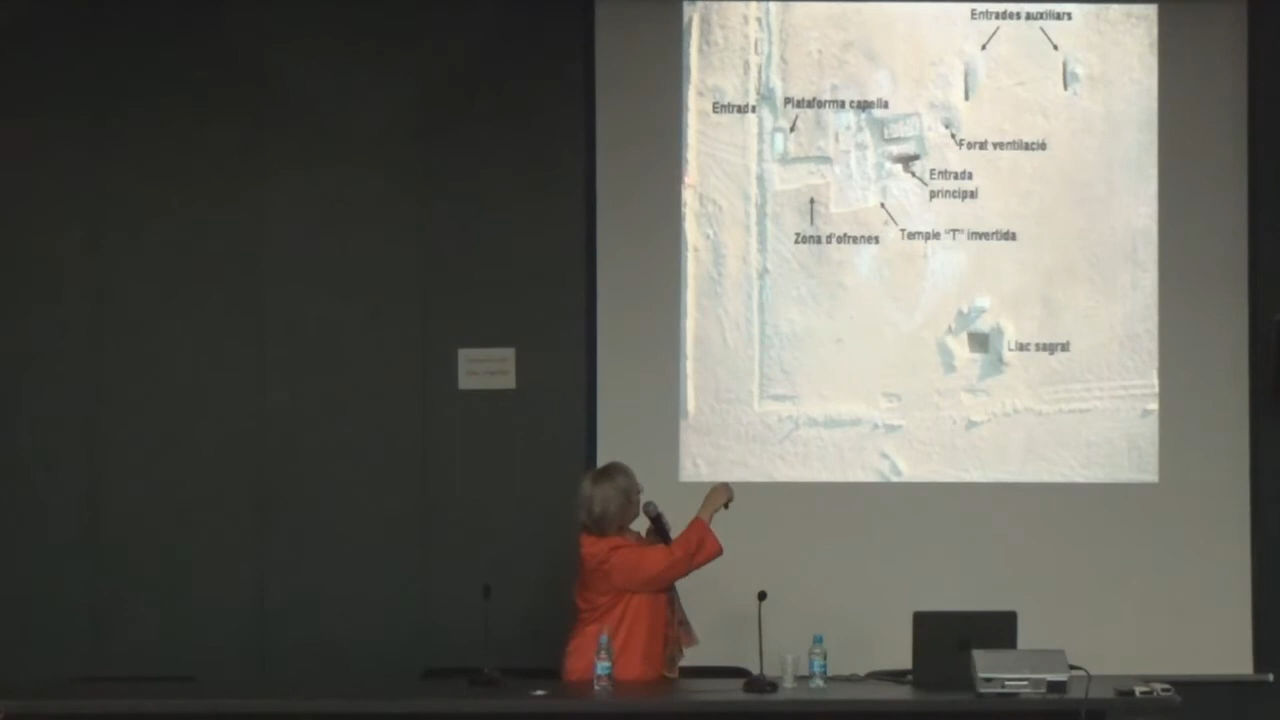 Entrades auxiliars
Entrada
Plataforma capella
Forat ventilació
Entrada
principal
Zona d'ofrenes
Temple "T" invertida
Llac sagrat